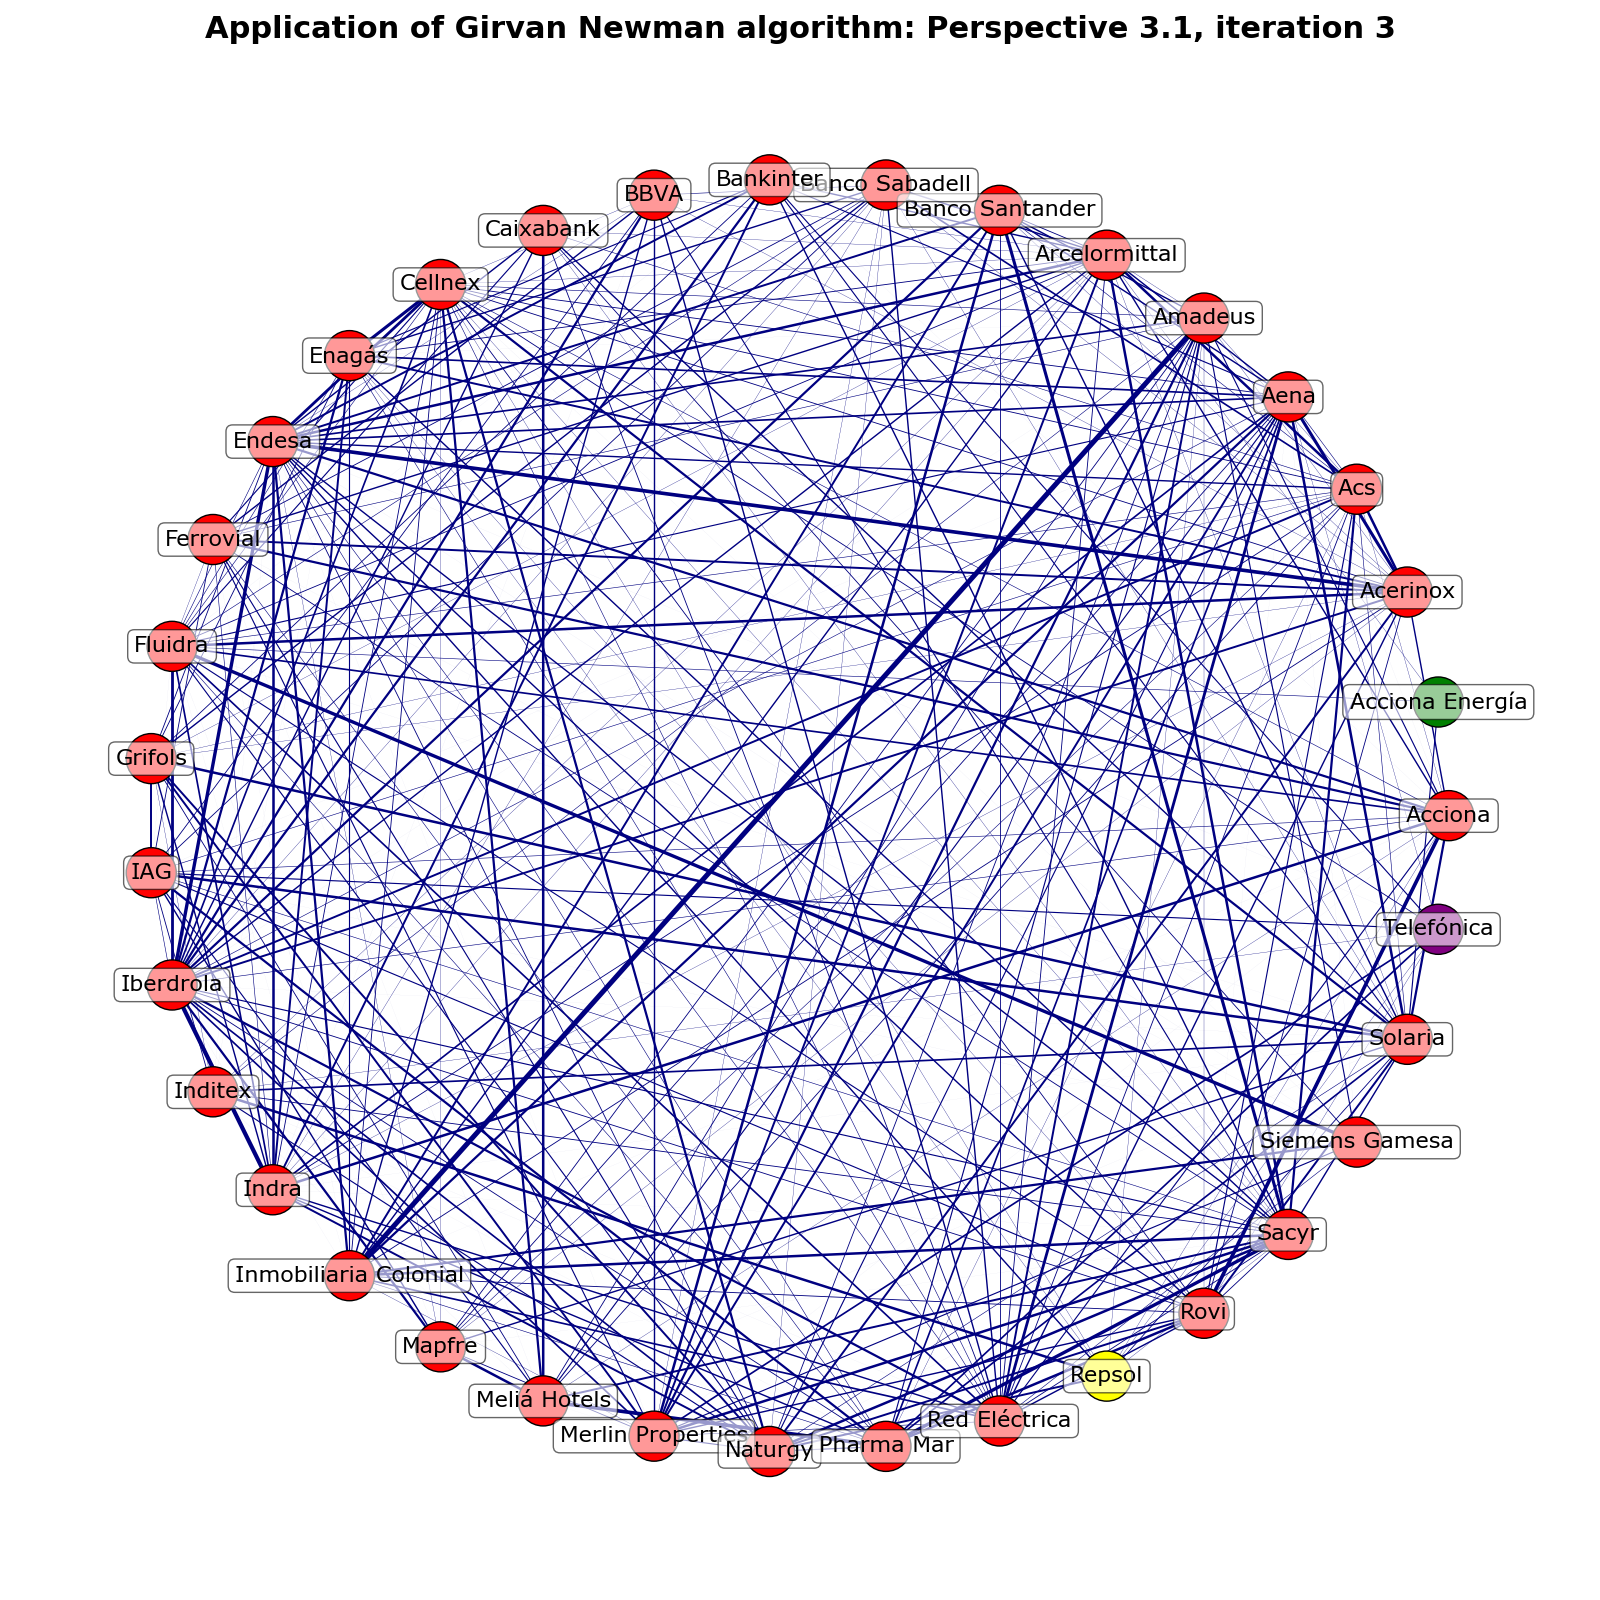 Application of Girvan Newman algorithm: Perspective 3.1, iteration 3
Bankinter
Banco Sabadell
BBVA
Banco Santander
Caixabank
Arcelormittal
Cellnex
Amadeus
Enagás
Aena
Endesa
Acs
Ferrovial
Acerinox
Fluidra
Acciona Energía
Grifols
Acciona
IAG
Telefónica
Iberdrola
Solaria
Inditex
Siemens Gamesa
Indra
Sacyr
Inmobiliaria Colonial
Rovi
Mapfre
Repsol
Meliá Hotels
Red Eléctrica
Merlin Properties
Pharma Mar
Naturgy